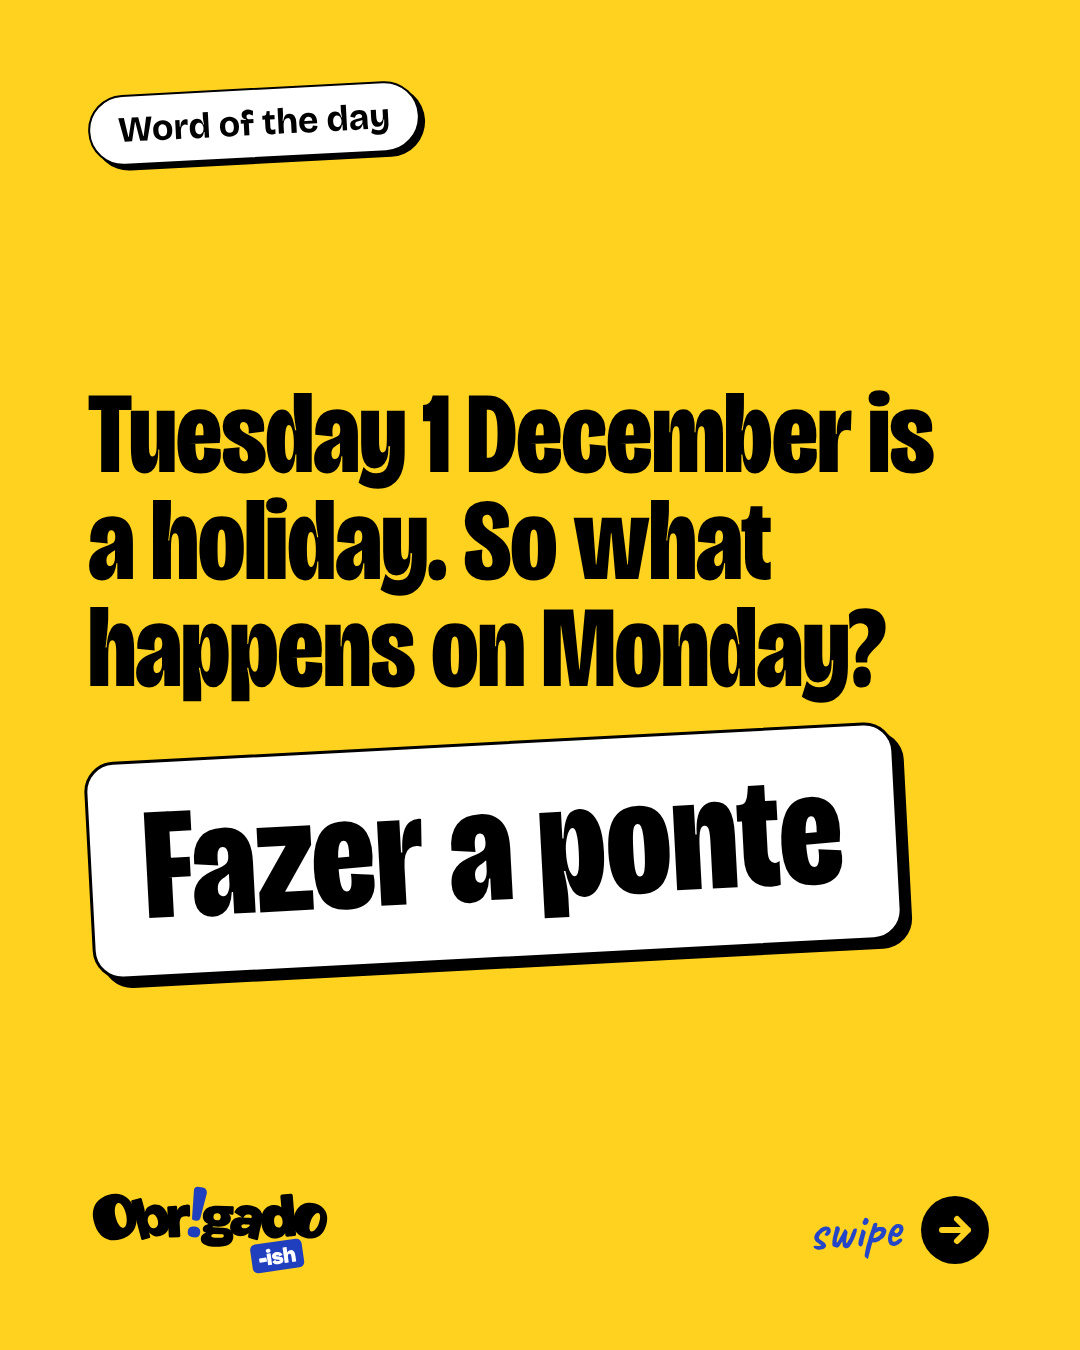 Word of the day
Tuesday 1 December is
a holiday. So what
happens on Monday?
Fazer a ponte
Obr!gado
-ish
swipe